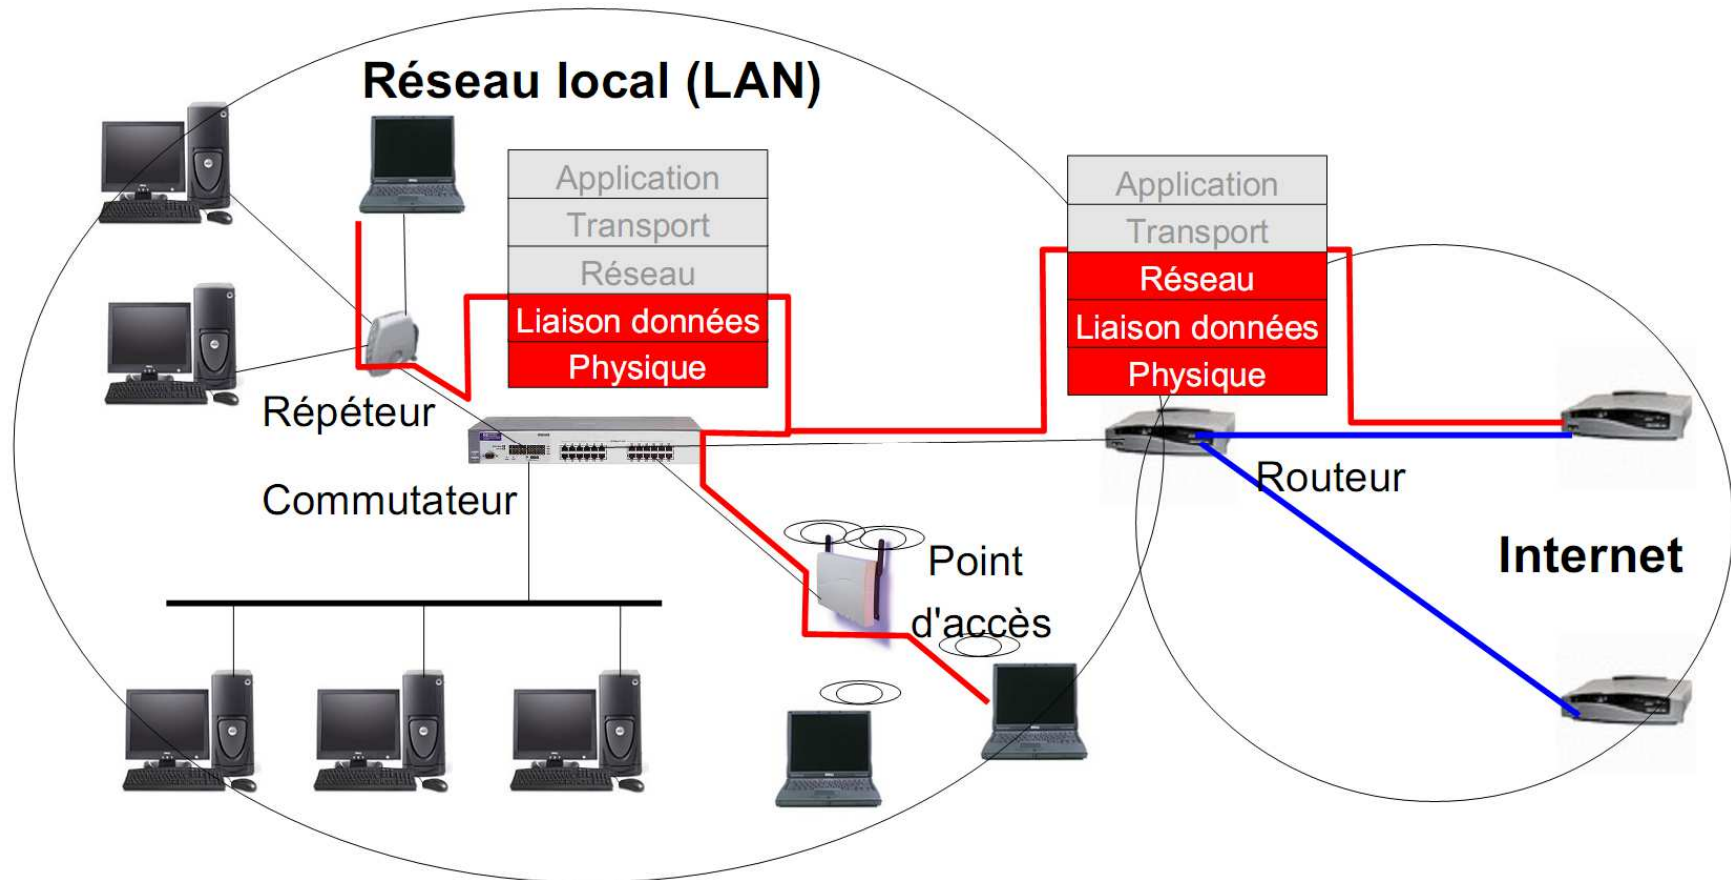 Réseau local (LAN)
Application
Transport
Réseau
Liaison données
Physique
Application
Transport
Réseau
Liaison données
Physique
Répéteur
Commutateur
Routeur
Point
d'accès
Internet